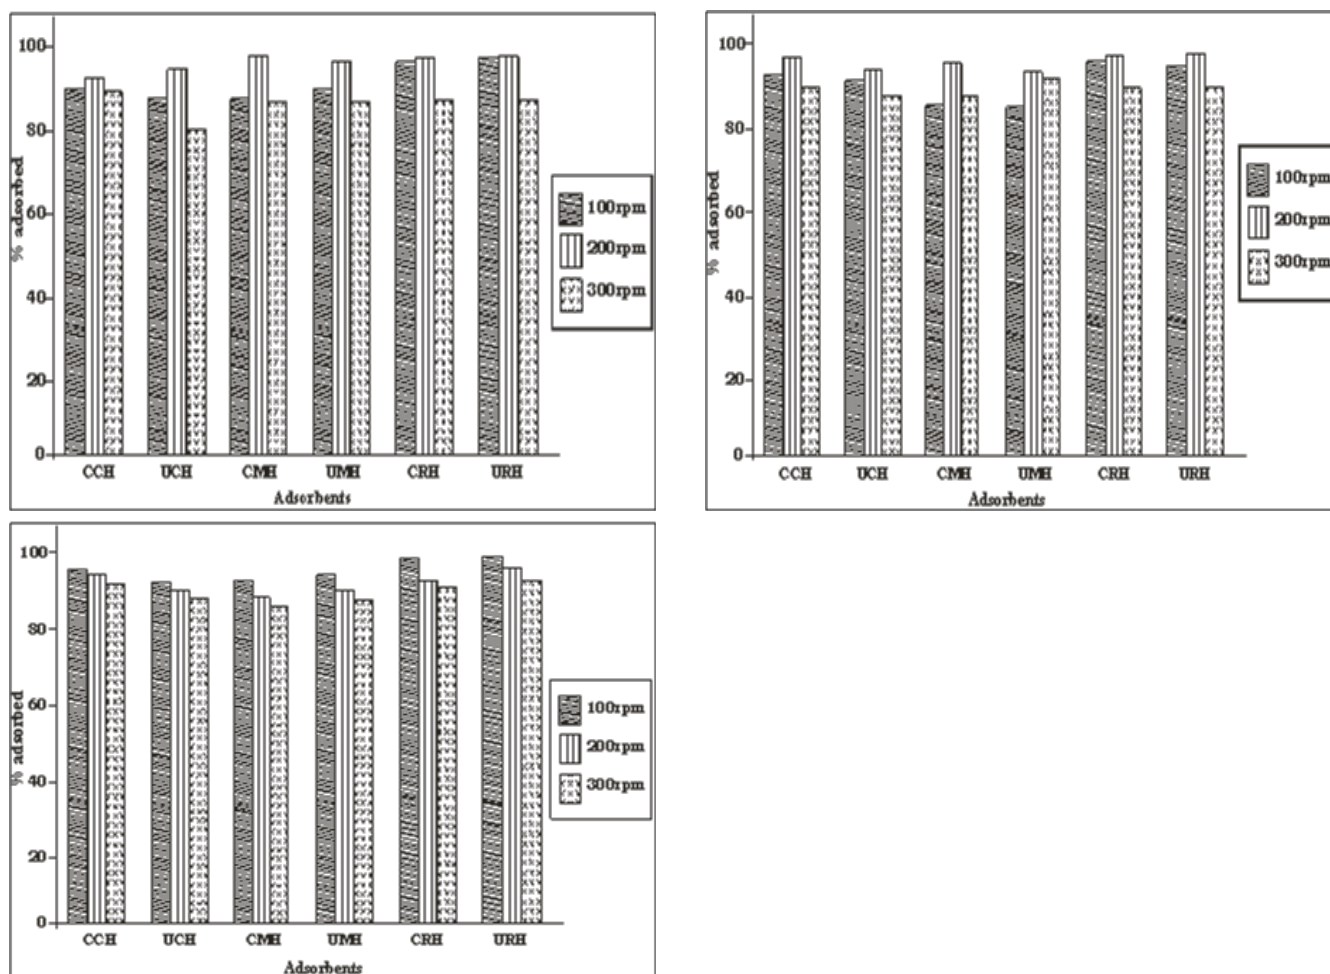 100
80
60
40
20
0
% adsorbed
CCH UCH CMH UMH CRH URH
Adsorbents
100rpm
200rpm
300rpm
100
80
60
40
20
0
% adsorbed
CCH UCH CMH UMH CRH URH
Adsorbents
100rpm
200rpm
300rpm
100
80
60
40
20
0
% adsorbed
CCH UCH CMH UMH CRH URH
Adsorbents
100rpm
200rpm
300rpm